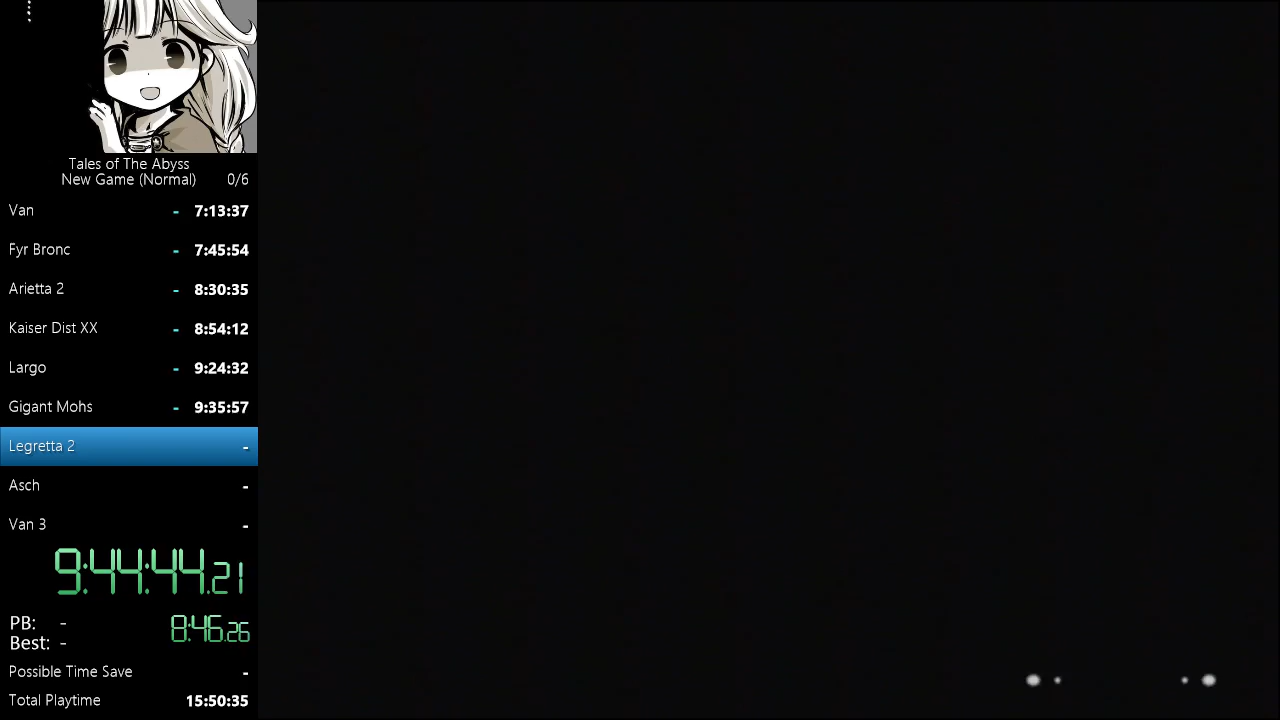 Tales of The Abyss
New Game (Normal) 0/6
Van - 7:13:37
Fyr Bronc - 7:45:54
Arietta 2 - 8:30:35
Kaiser Dist XX - 8:54:12
Largo - 9:24:32
Gigant Mohs - 9:35:57
Legretta 2 -
Asch -
Van 3 -
9:44:44.21
PB: - 8:46.26
Best: -
Possible Time Save -
Total Playtime 15:50:35